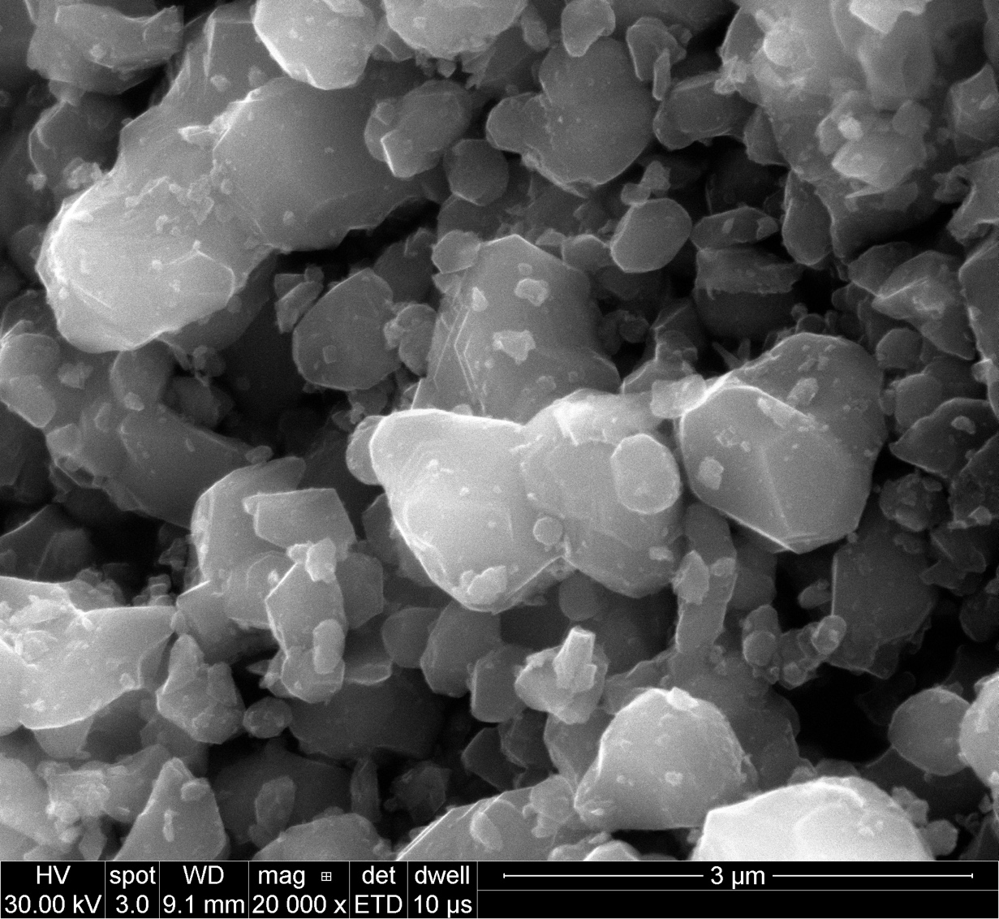 HV spot WD mag ⊞ det dwell
30.00 kV 3.0 9.1 mm 20 000 x ETD 10 µs
3 µm